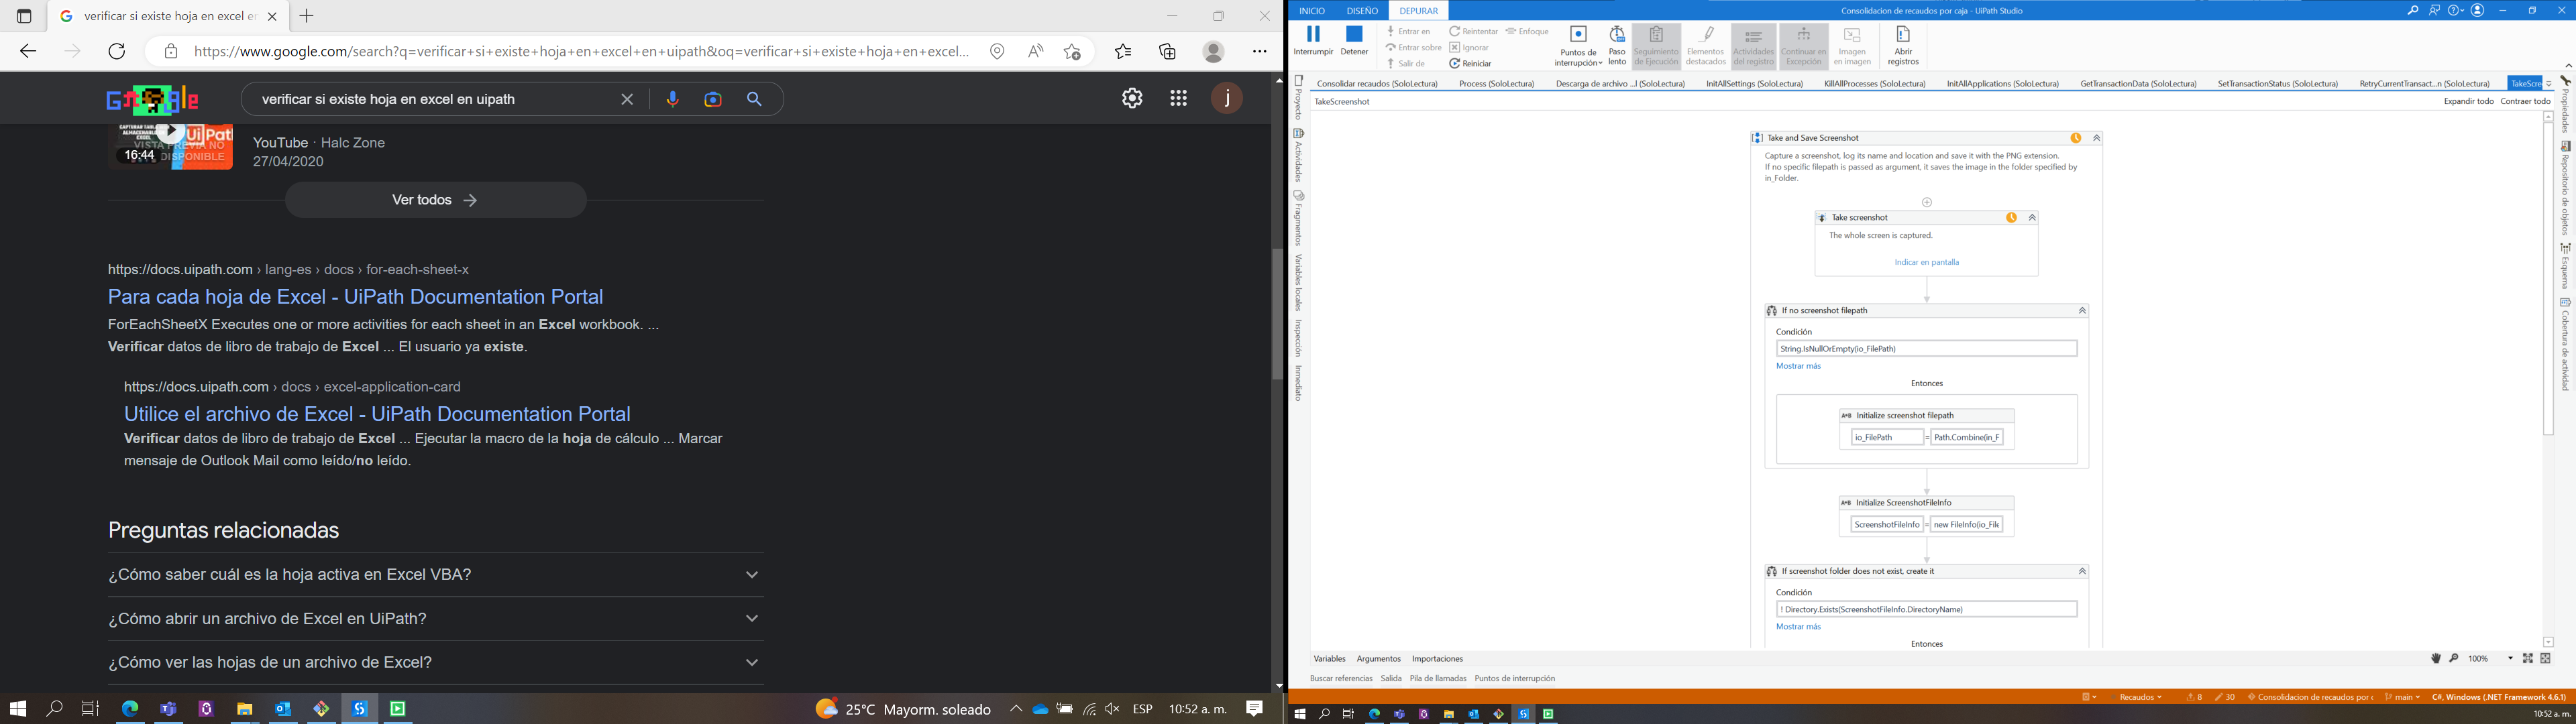 verificar si existe hoja en excel en
https://www.google.com/search?q=verificar+si+existe+hoja+en+excel+en+uipath&oq=verificar+si+existe+hoja+en+excel...
verificar si existe hoja en excel en uipath
j
CAPTURAR TABLA
ALMACENABLE
EXCEL
UiPath
VISTA PREVIA NO
DISPONIBLE
16:44
YouTube · Halc Zone
27/04/2020
Ver todos
https://docs.uipath.com › lang-es › docs › for-each-sheet-x
Para cada hoja de Excel - UiPath Documentation Portal
ForEachSheetX Executes one or more activities for each sheet in an Excel workbook. ...
Verificar datos de libro de trabajo de Excel ... El usuario ya existe.
https://docs.uipath.com › docs › excel-application-card
Utilice el archivo de Excel - UiPath Documentation Portal
Verificar datos de libro de trabajo de Excel ... Ejecutar la macro de la hoja de cálculo ... Marcar
mensaje de Outlook Mail como leído/no leído.
Preguntas relacionadas
¿Cómo saber cuál es la hoja activa en Excel VBA?
¿Cómo abrir un archivo de Excel en UiPath?
¿Cómo ver las hojas de un archivo de Excel?
25°C Mayorm. soleado
ESP
10:52 a. m.
INICIO DISEÑO DEPURAR
Consolidacion de recaudos por caja - UiPath Studio
Interrumpir
Detener
Entrar en
Entrar sobre
Salir de
Reintentar
Ignorar
Reiniciar
Enfoque
Puntos de
interrupción
Paso
lento
Seguimiento
de Ejecución
Elementos
destacados
Actividades
del registro
Continuar en
Excepción
Imagen
en imagen
Abrir
registros
Consolidar recaudos (SoloLectura)
Process (SoloLectura)
Descarga de archivo ...l (SoloLectura)
InitAllSettings (SoloLectura)
KillAllProcesses (SoloLectura)
InitAllApplications (SoloLectura)
GetTransactionData (SoloLectura)
SetTransactionStatus (SoloLectura)
RetryCurrentTransact...n (SoloLectura)
TakeScre
TakeScreenshot
Expandir todo Contraer todo
Proyecto
Actividades
Fragmentos
Variables locales
Inspección
Inmediato
Take and Save Screenshot
Capture a screenshot, log its name and location and save it with the PNG extension.
If no specific filepath is passed as argument, it saves the image in the folder specified by
in_Folder.
Take screenshot
The whole screen is captured.
Indicar en pantalla
If no screenshot filepath
Condición
String.IsNullOrEmpty(io_FilePath)
Mostrar más
Entonces
Initialize screenshot filepath
io_FilePath = Path.Combine(in_F
Initialize ScreenshotFileInfo
ScreenshotFileInfo = new FileInfo(io_File
If screenshot folder does not exist, create it
Condición
! Directory.Exists(ScreenshotFileInfo.DirectoryName)
Mostrar más
Entonces
Propiedades
Repositorio de objetos
Esquema
Cobertura de actividad
Variables Argumentos Importaciones
100%
Buscar referencias Salida Pila de llamadas Puntos de interrupción
Recaudos
8
30
Consolidacion de recaudos por c
main
C#, Windows (.NET Framework 4.6.1)
10:52 a. m.